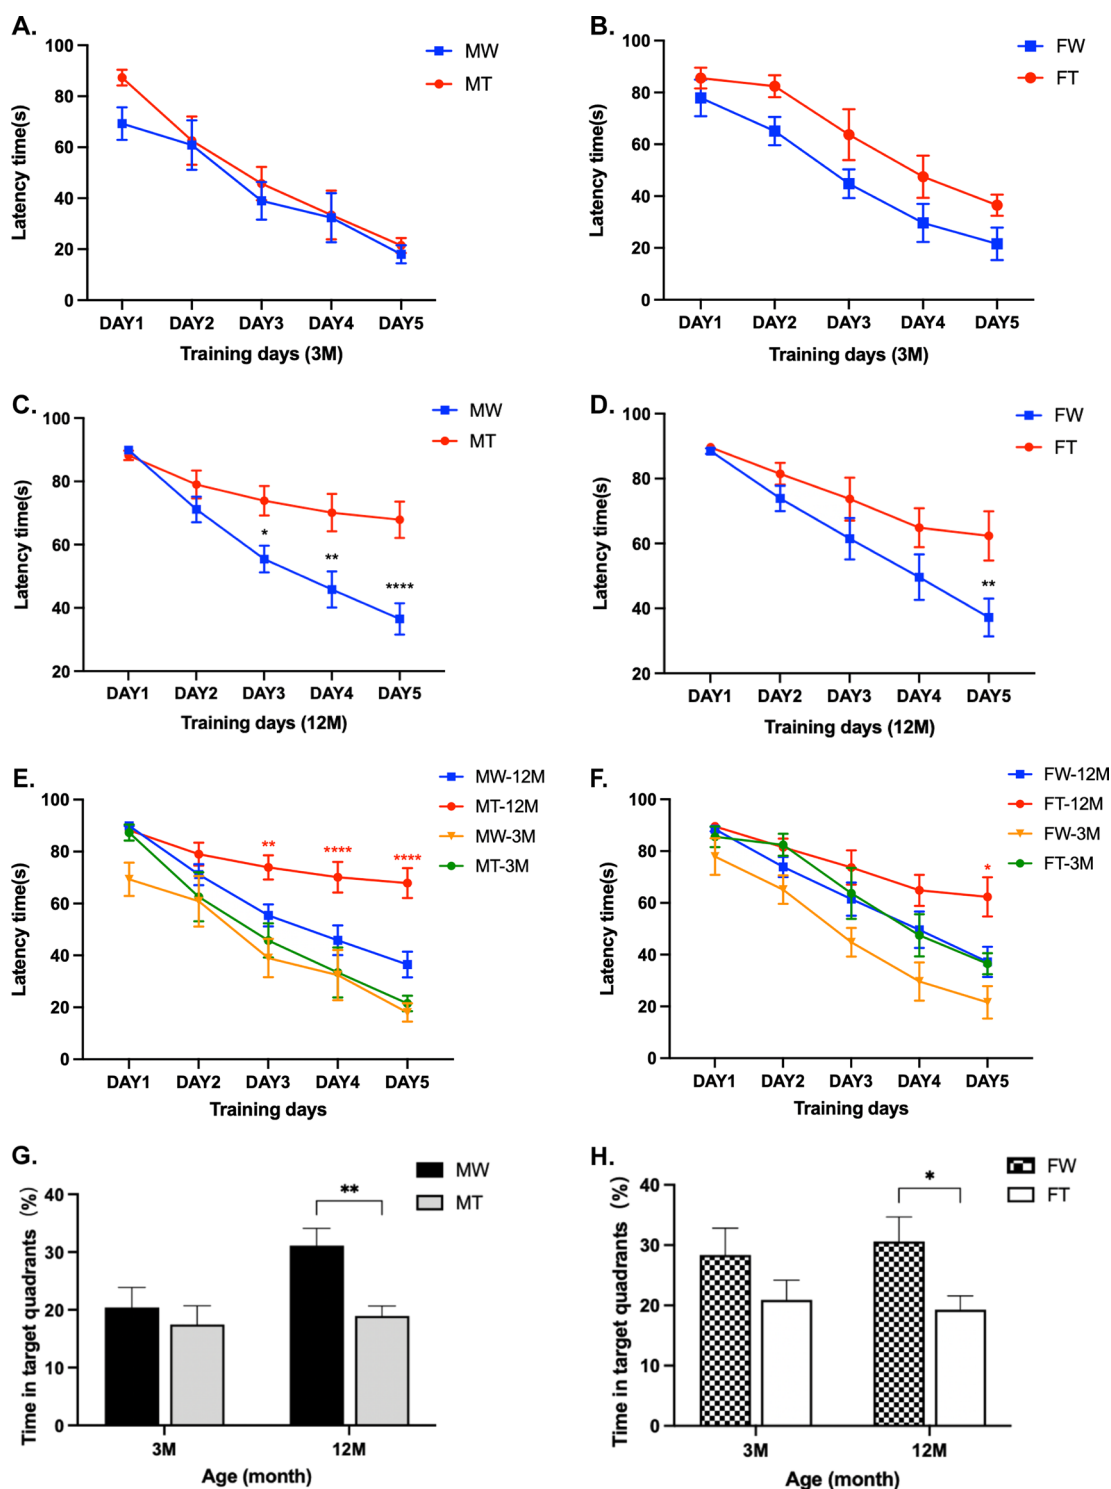 A.
MW
MT
100
80
60
40
20
0
Latency time(s)
DAY1 DAY2 DAY3 DAY4 DAY5
Training days (3M)
B.
FW
FT
100
80
60
40
20
0
Latency time(s)
DAY1 DAY2 DAY3 DAY4 DAY5
Training days (3M)
C.
MW
MT
100
80
60
40
20
Latency time(s)
*
**
****
DAY1 DAY2 DAY3 DAY4 DAY5
Training days (12M)
D.
FW
FT
100
80
60
40
20
Latency time(s)
**
DAY1 DAY2 DAY3 DAY4 DAY5
Training days (12M)
E.
MW-12M
MT-12M
MW-3M
MT-3M
100
80
60
40
20
0
Latency time(s)
**
****
****
DAY1 DAY2 DAY3 DAY4 DAY5
Training days
F.
FW-12M
FT-12M
FW-3M
FT-3M
100
80
60
40
20
0
Latency time(s)
*
DAY1 DAY2 DAY3 DAY4 DAY5
Training days
G.
MW
MT
40
30
20
10
0
Time in target quadrants (%)
**
3M 12M
Age (month)
H.
FW
FT
40
30
20
10
0
Time in target quadrants (%)
*
3M 12M
Age (month)